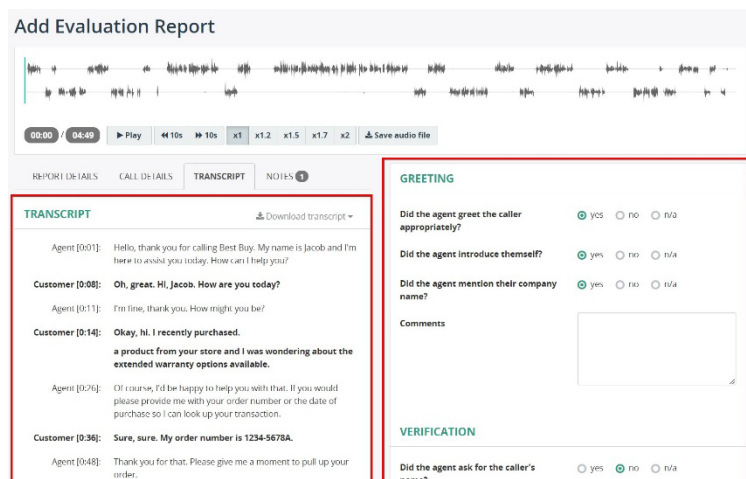 Add Evaluation Report
00:00 / 04:49 Play 10s 10s x1 x1.2 x1.5 x1.7 x2 Save audio file
REPORT DETAILS CALL DETAILS TRANSCRIPT NOTES 1
TRANSCRIPT Download transcript
Agent [0:01]: Hello, thank you for calling Best Buy. My name is Jacob and I'm
here to assist you today. How can I help you?
Customer [0:08]: Oh, great. Hi, Jacob. How are you today?
Agent [0:11]: I'm fine, thank you. How might you be?
Customer [0:14]: Okay, hi. I recently purchased.
a product from your store and I was wondering about the
extended warranty options available.
Agent [0:26]: Of course, I'd be happy to help you with that. If you would
please provide me with your order number or the date of
purchase so I can look up your transaction.
Customer [0:36]: Sure, sure. My order number is 1234-5678A.
Agent [0:48]: Thank you for that. Please give me a moment to pull up your
order.
GREETING
Did the agent greet the caller yes no n/a
appropriately?
Did the agent introduce themself? yes no n/a
Did the agent mention their company yes no n/a
name?
Comments
VERIFICATION
Did the agent ask for the caller's yes no n/a
name?